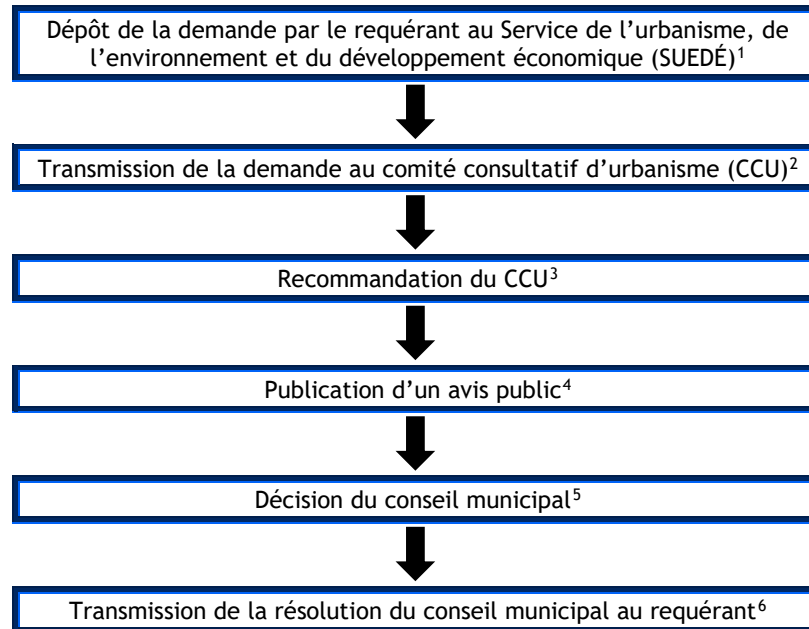 Dépôt de la demande par le requérant au Service de l’urbanisme, de
l’environnement et du développement économique (SUEDÉ)¹
Transmission de la demande au comité consultatif d’urbanisme (CCU)²
Recommandation du CCU³
Publication d’un avis public⁴
Décision du conseil municipal⁵
Transmission de la résolution du conseil municipal au requérant⁶